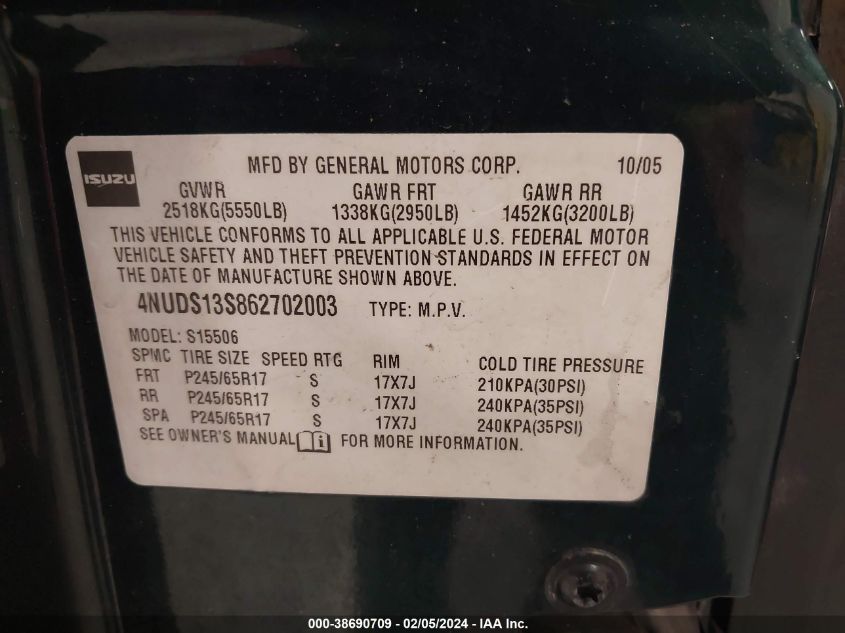 ISUZU
MFD BY GENERAL MOTORS CORP. 10/05
GVWR GAWR FRT GAWR RR
2518KG(5550LB) 1338KG(2950LB) 1452KG(3200LB)
THIS VEHICLE CONFORMS TO ALL APPLICABLE U.S. FEDERAL MOTOR
VEHICLE SAFETY AND THEFT PREVENTION STANDARDS IN EFFECT ON
THE DATE OF MANUFACTURE SHOWN ABOVE.
4NUDS13S862702003 TYPE: M.P.V.
MODEL: S15506
SPMC TIRE SIZE SPEED RTG RIM COLD TIRE PRESSURE
FRT P245/65R17 S 17X7J 210KPA(30PSI)
RR P245/65R17 S 17X7J 240KPA(35PSI)
SPA P245/65R17 S 17X7J 240KPA(35PSI)
SEE OWNER'S MANUAL i FOR MORE INFORMATION.
000-38690709 - 02/05/2024 - IAA Inc.